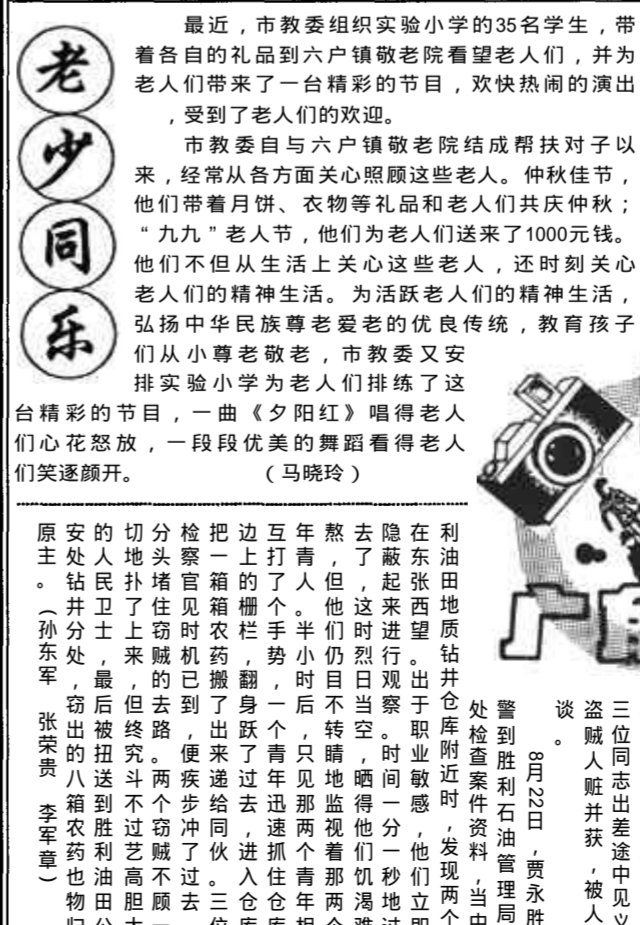 老少同乐
最近，市教委组织实验小学的35名学生，带
着各自的礼品到六户镇敬老院看望老人们，并为
老人们带来了一台精彩的节目，欢快热闹的演出
，受到了老人们的欢迎。
市教委自与六户镇敬老院结成帮扶对子以
来，经常从各方面关心照顾这些老人。仲秋佳节，
他们带着月饼、衣物等礼品和老人们共庆仲秋；
“九九”老人节，他们为老人们送来了1000元钱。
他们不但从生活上关心这些老人，还时刻关心
老人们的精神生活。为活跃老人们的精神生活，
弘扬中华民族尊老爱老的优良传统，教育孩子
们从小尊老敬老，市教委又安
排实验小学为老人们排练了这
台精彩的节目，一曲《夕阳红》唱得老人
们心花怒放，一段段优美的舞蹈看得老人
们笑逐颜开。（马晓玲）
三位同志出差途中见义
盗贼人赃并获，被人
谈。
8月22日，贾永胜
警到胜利石油管理局
处检查案件资料，当中
利油田地质钻井仓库附近时，发现两个
在东张西望。出于职业敏感，他们立即
隐蔽起来进行观察。时间一分一秒地过
去了，这时烈日当空，晒得他们饥渴难
熬，但他们仍目不转睛地监视着那两个
年青人。半小时后，只见那两个青年相
互打了个手势，一个青年迅速抓住仓库
边上的栅栏，翻身跃了过去，进入仓库
把一箱箱农药搬出来递给同伙。三位
检察官见时机已到，便疾步冲了过去
分头堵住窃贼的去路。两个窃贼不顾一
切地扑上来，但终究斗不过艺高胆大
的人民卫士，最后被扭送到胜利油田公
安处钻井分处，窃出的八箱农药也物归
原主。（孙东军 张荣贵 李军章）